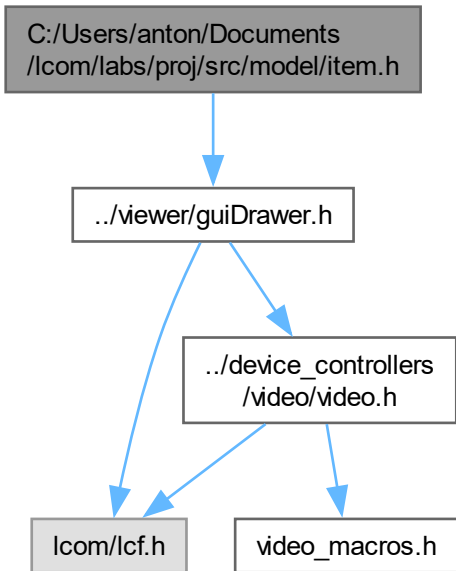 C:/Users/anton/Documents
/lcom/labs/proj/src/model/item.h
../viewer/guiDrawer.h
../device_controllers
/video/video.h
lcom/lcf.h
video_macros.h